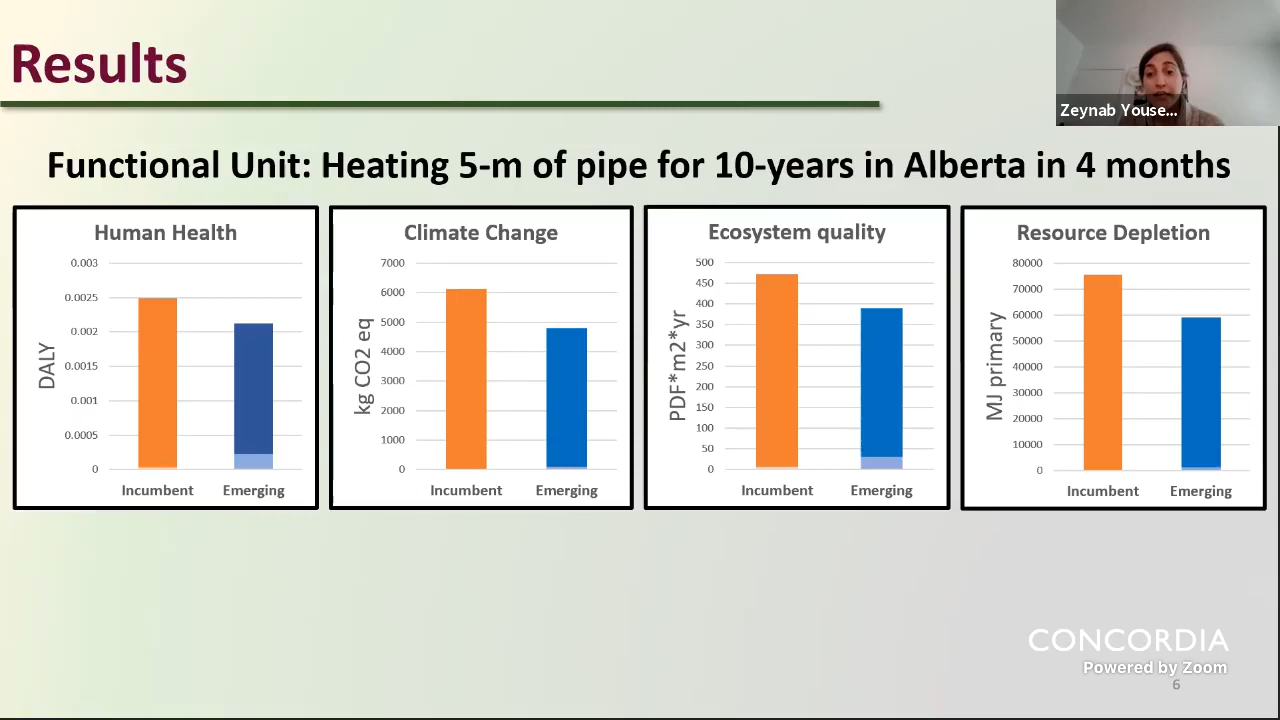 Results
Zeynab Youse...
Functional Unit: Heating 5-m of pipe for 10-years in Alberta in 4 months
Human Health
0.003
0.0025
0.002
0.0015
0.001
0.0005
0
DALY
Incumbent Emerging
Climate Change
7000
6000
5000
4000
3000
2000
1000
0
kg CO2 eq
Incumbent Emerging
Ecosystem quality
500
450
400
350
300
250
200
150
100
50
0
PDF*m2*yr
Incumbent Emerging
Resource Depletion
80000
70000
60000
50000
40000
30000
20000
10000
0
MJ primary
Incumbent Emerging
CONCORDIA
Powered by Zoom
6